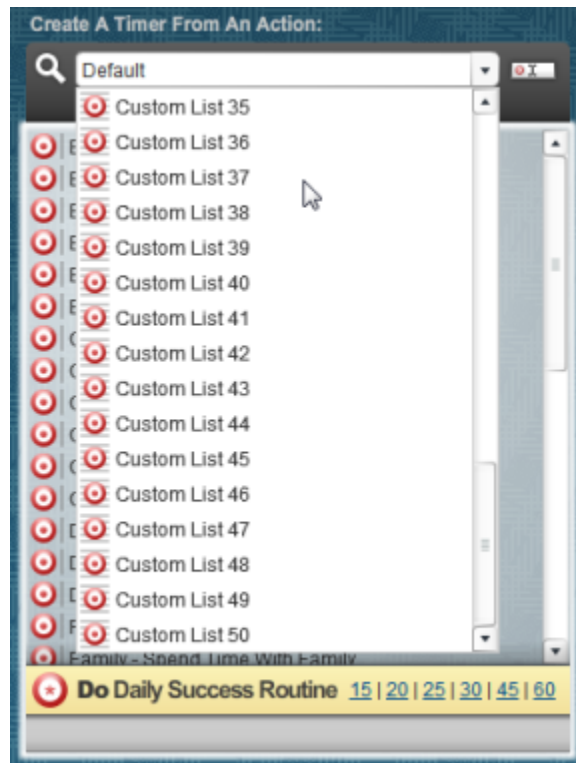 Create A Timer From An Action:
Default
Custom List 35
Custom List 36
Custom List 37
Custom List 38
Custom List 39
Custom List 40
Custom List 41
Custom List 42
Custom List 43
Custom List 44
Custom List 45
Custom List 46
Custom List 47
Custom List 48
Custom List 49
Custom List 50
Family - Spend Time With Family
Do Daily Success Routine 15 | 20 | 25 | 30 | 45 | 60